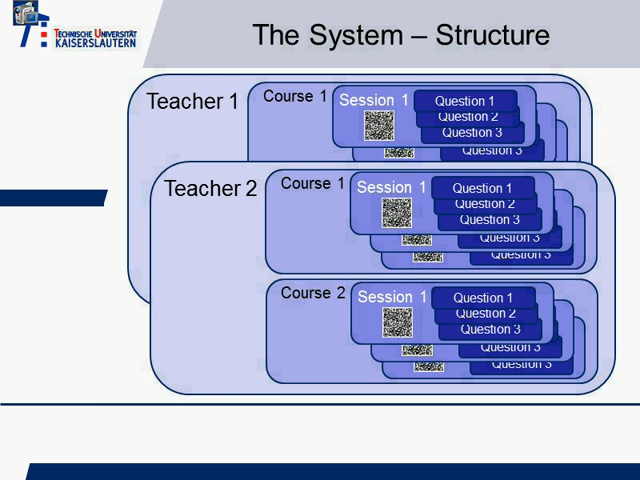 TECHNISCHE UNIVERSITÄT
KAISERSLAUTERN
The System – Structure
Teacher 1
Course 1
Session 1
Question 1
Question 2
Question 3
Question 3
Teacher 2
Course 1
Session 1
Question 1
Question 2
Question 3
Question 3
Question 3
Course 2
Session 1
Question 1
Question 2
Question 3
Question 3
Question 3